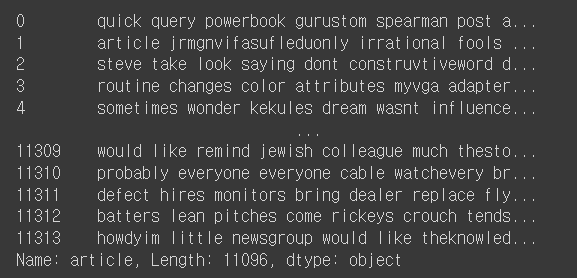 0 quick query powerbook gurustom spearman post a...
1 article jrmgnvifasufleduonly irrational fools ...
2 steve take look saying dont construvtiveword d...
3 routine changes color attributes myvga adapter...
4 sometimes wonder kekules dream wasnt influence...
...
11309 would like remind jewish colleague much thesto...
11310 probably everyone everyone cable watchevery br...
11311 defect hires monitors bring dealer replace fly...
11312 batters lean pitches come rickeys crouch tends...
11313 howdyim little newsgroup would like theknowled...
Name: article, Length: 11096, dtype: object